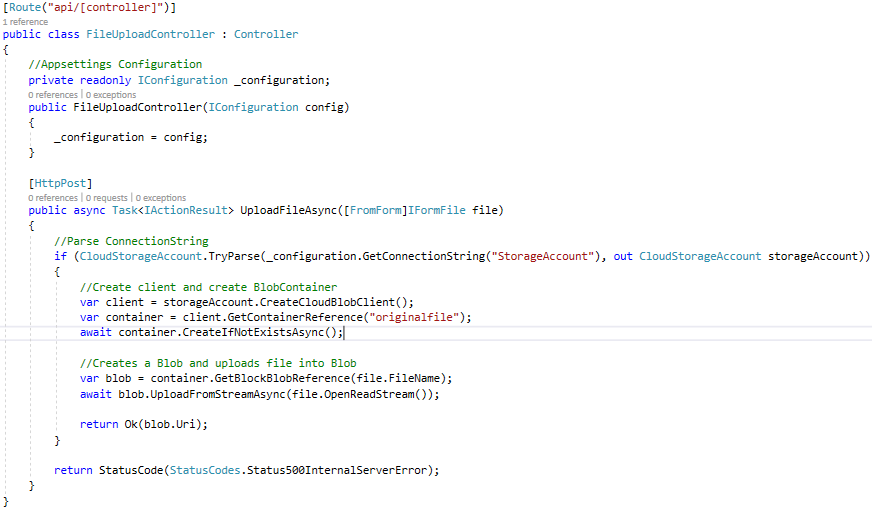 [Route("api/[controller]")]
1 reference
public class FileUploadController : Controller
{
//Appsettings Configuration
private readonly IConfiguration _configuration;
0 references | 0 exceptions
public FileUploadController(IConfiguration config)
{
_configuration = config;
}
[HttpPost]
0 references | 0 requests | 0 exceptions
public async Task<IActionResult> UploadFileAsync([FromForm]IFormFile file)
{
//Parse ConnectionString
if (CloudStorageAccount.TryParse(_configuration.GetConnectionString("StorageAccount"), out CloudStorageAccount storageAccount))
{
//Create client and create BlobContainer
var client = storageAccount.CreateCloudBlobClient();
var container = client.GetContainerReference("originalfile");
await container.CreateIfNotExistsAsync();
//Creates a Blob and uploads file into Blob
var blob = container.GetBlockBlobReference(file.FileName);
await blob.UploadFromStreamAsync(file.OpenReadStream());
return Ok(blob.Uri);
}
return StatusCode(StatusCodes.Status500InternalServerError);
}
}